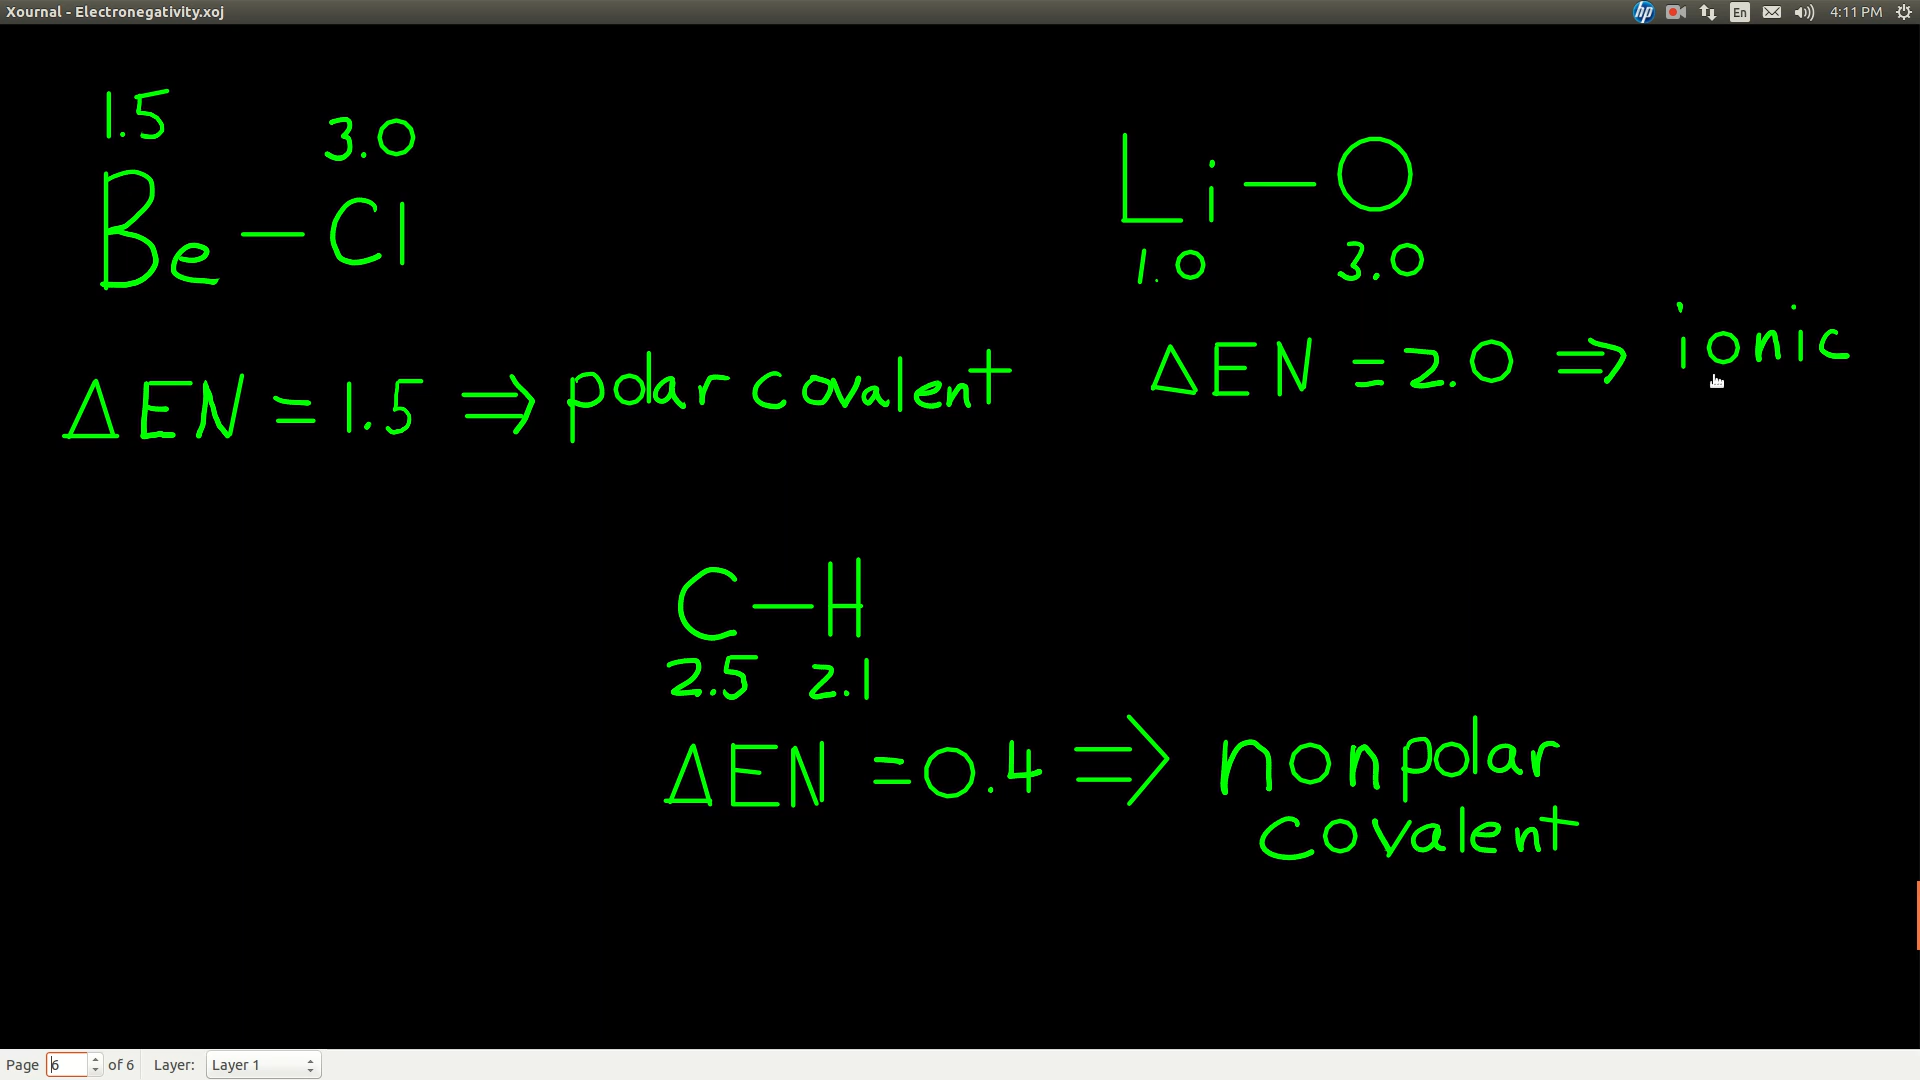 Xournal - Electronegativity.xoj
hp En 4:11 PM
1.5 3.0
Be — Cl
ΔEN = 1.5 ⇒ polar covalent
Li — O
1.0 3.0
ΔEN = 2.0 ⇒ ionic
C — H
2.5 2.1
ΔEN = 0.4 ⇒ nonpolar
covalent
Page 6 of 6 Layer: Layer 1